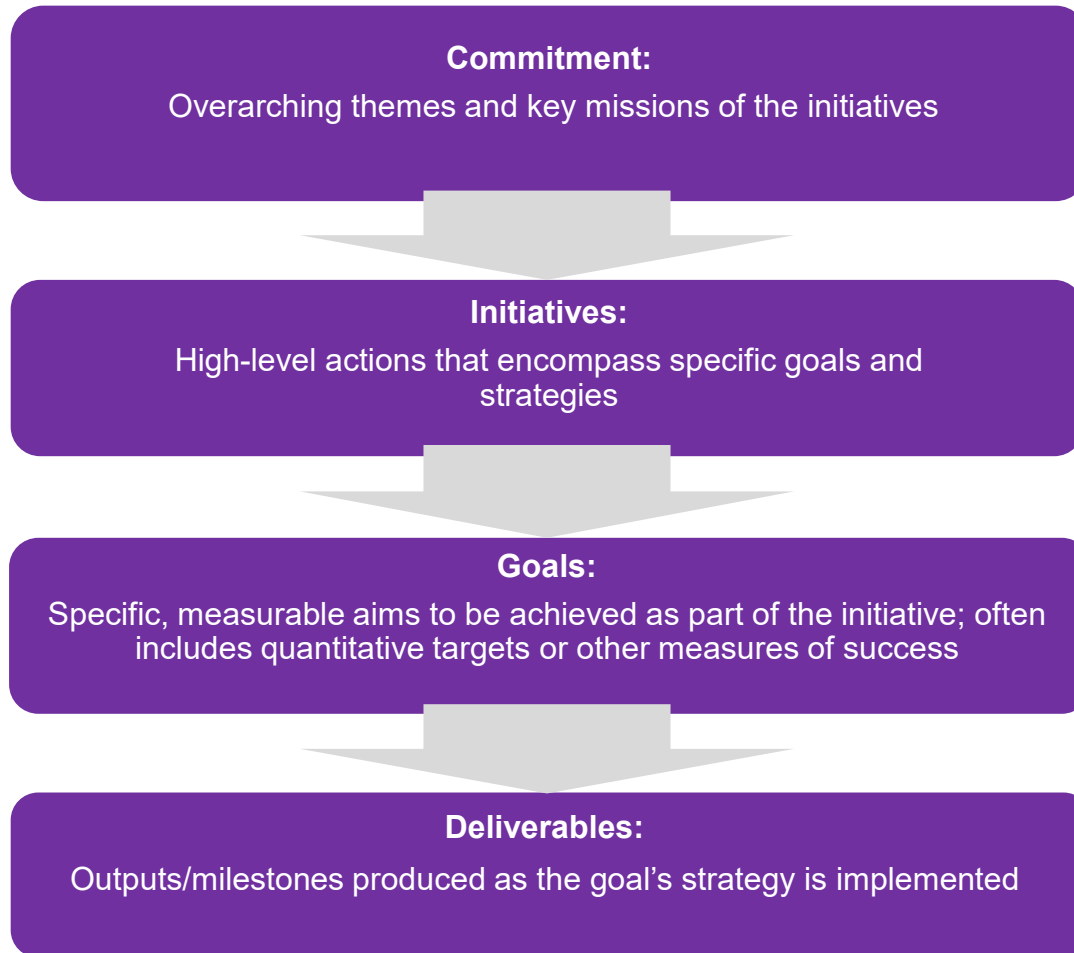 Commitment:
Overarching themes and key missions of the initiatives
Initiatives:
High-level actions that encompass specific goals and
strategies
Goals:
Specific, measurable aims to be achieved as part of the initiative; often
includes quantitative targets or other measures of success
Deliverables:
Outputs/milestones produced as the goal’s strategy is implemented